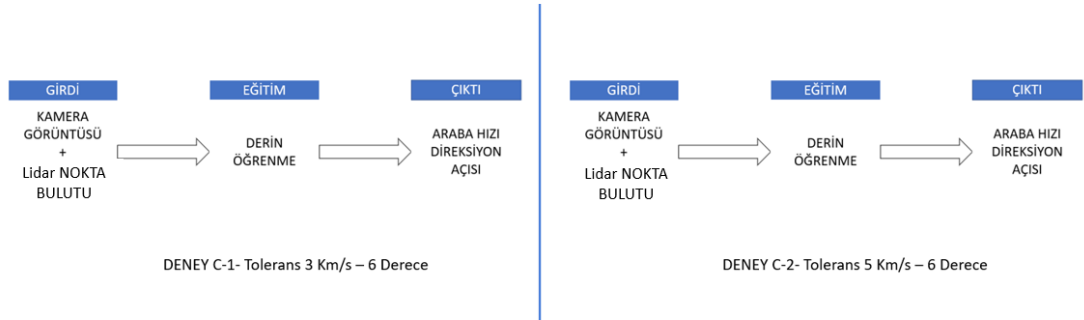 GİRDİ
EĞİTİM
ÇIKTI
KAMERA
GÖRÜNTÜSÜ
+
Lidar NOKTA
BULUTU
DERİN
ÖĞRENME
ARABA HIZI
DİREKSİYON
AÇISI
DENEY C-1- Tolerans 3 Km/s – 6 Derece
GİRDİ
EĞİTİM
ÇIKTI
KAMERA
GÖRÜNTÜSÜ
+
Lidar NOKTA
BULUTU
DERİN
ÖĞRENME
ARABA HIZI
DİREKSİYON
AÇISI
DENEY C-2- Tolerans 5 Km/s – 6 Derece